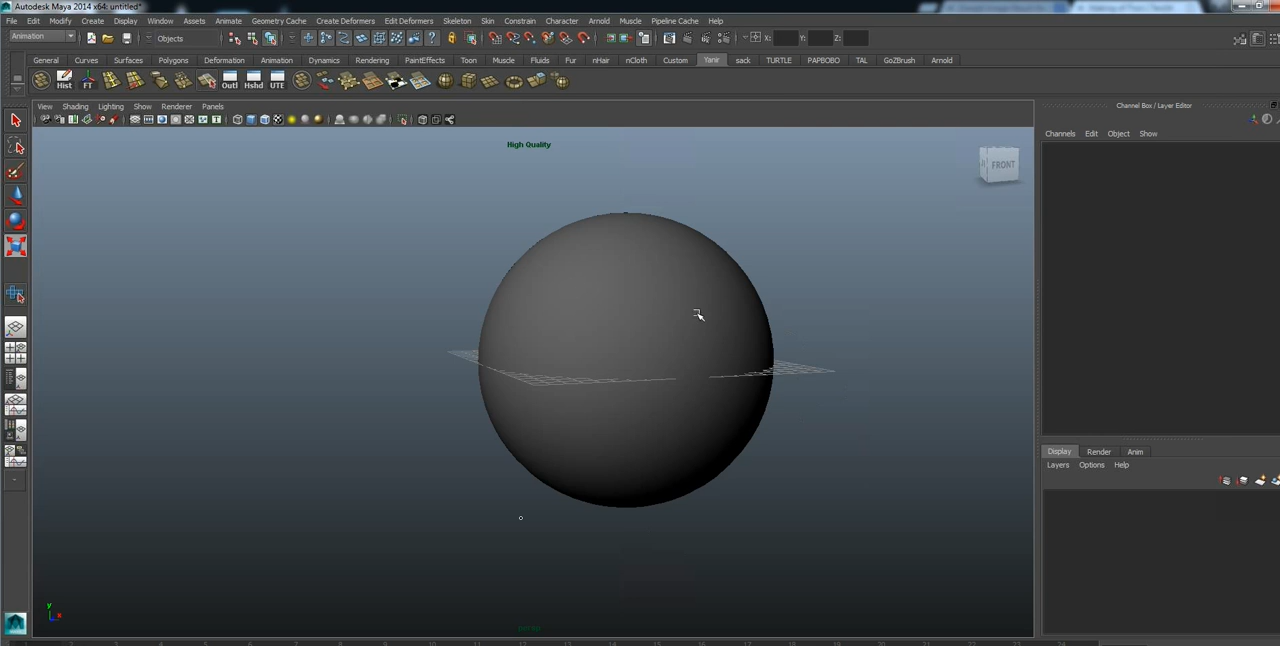 Autodesk Maya 2014 x64: untitled*
File Edit Modify Create Display Window Assets Animate Geometry Cache Create Deformers Edit Deformers Skeleton Skin Constrain Character Arnold Muscle Pipeline Cache Help
Animation Objects X: Y: Z:
General Curves Surfaces Polygons Deformation Animation Dynamics Rendering PaintEffects Toon Muscle Fluids Fur nHair nCloth Custom Yanir sack TURTLE PAPBOBO TAL GoZBrush Arnold
Hist FT Outl Hshd UTE
View Shading Lighting Show Renderer Panels
Channel Box / Layer Editor
Channels Edit Object Show
High Quality
FRONT
Display Render Anim
Layers Options Help
y
x
persp